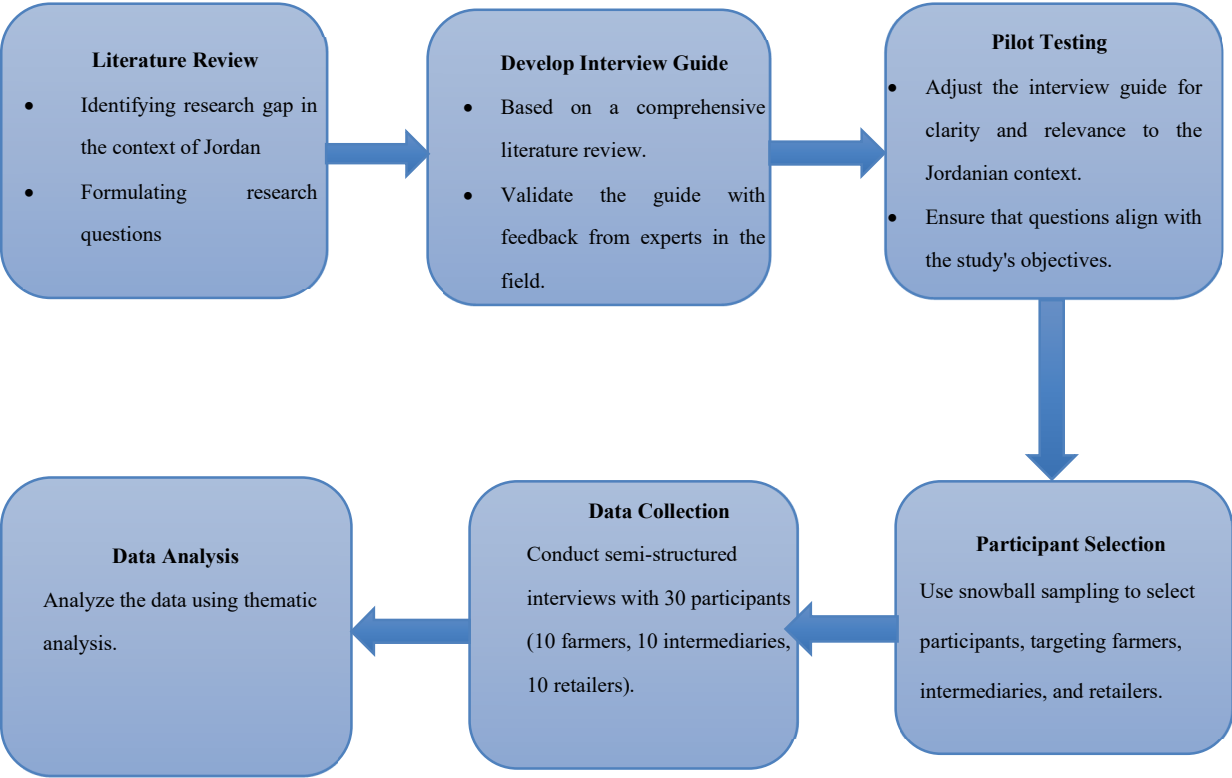 Literature Review
• Identifying research gap in
the context of Jordan
• Formulating research
questions
Develop Interview Guide
• Based on a comprehensive
literature review.
• Validate the guide with
feedback from experts in the
field.
Pilot Testing
• Adjust the interview guide for
clarity and relevance to the
Jordanian context.
• Ensure that questions align with
the study's objectives.
Participant Selection
Use snowball sampling to select
participants, targeting farmers,
intermediaries, and retailers.
Data Collection
Conduct semi-structured
interviews with 30 participants
(10 farmers, 10 intermediaries,
10 retailers).
Data Analysis
Analyze the data using thematic
analysis.